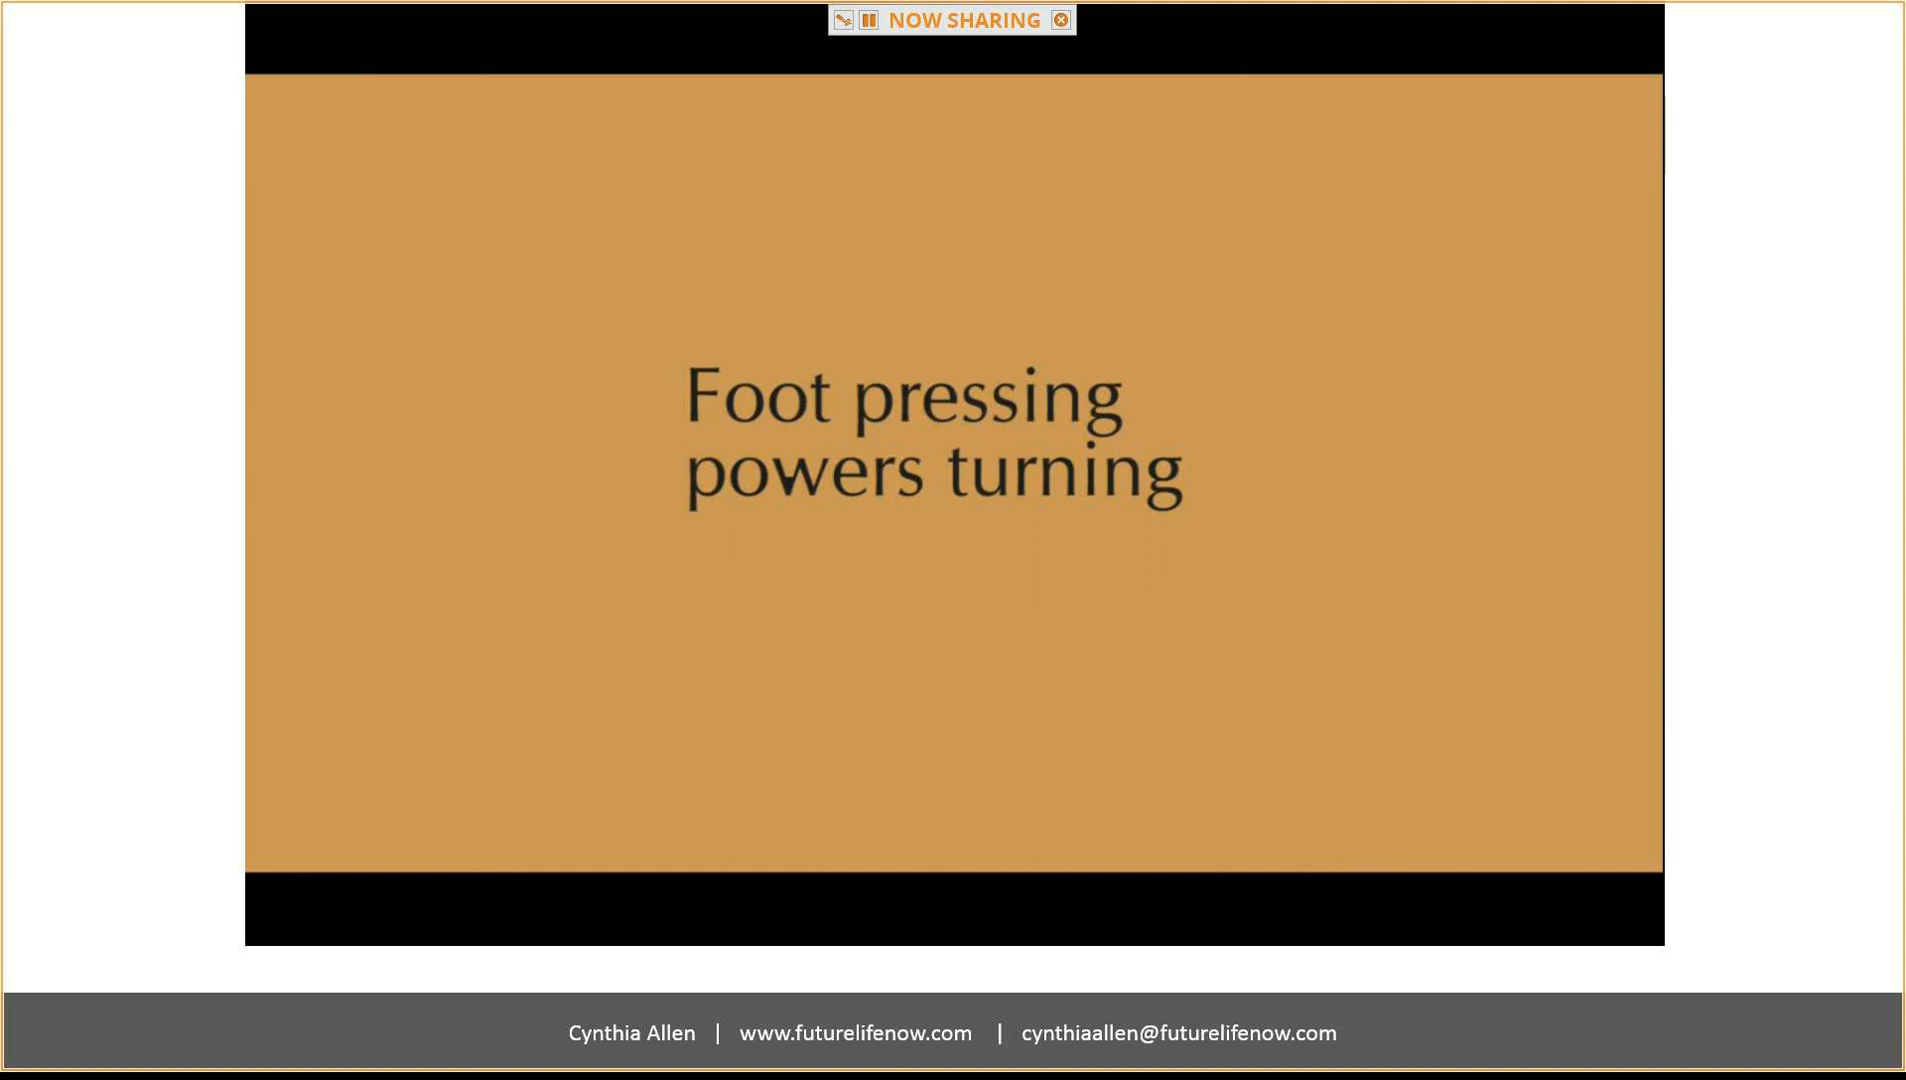 NOW SHARING
Foot pressing
powers turning
Cynthia Allen | www.futurelifenow.com | cynthiaallen@futurelifenow.com